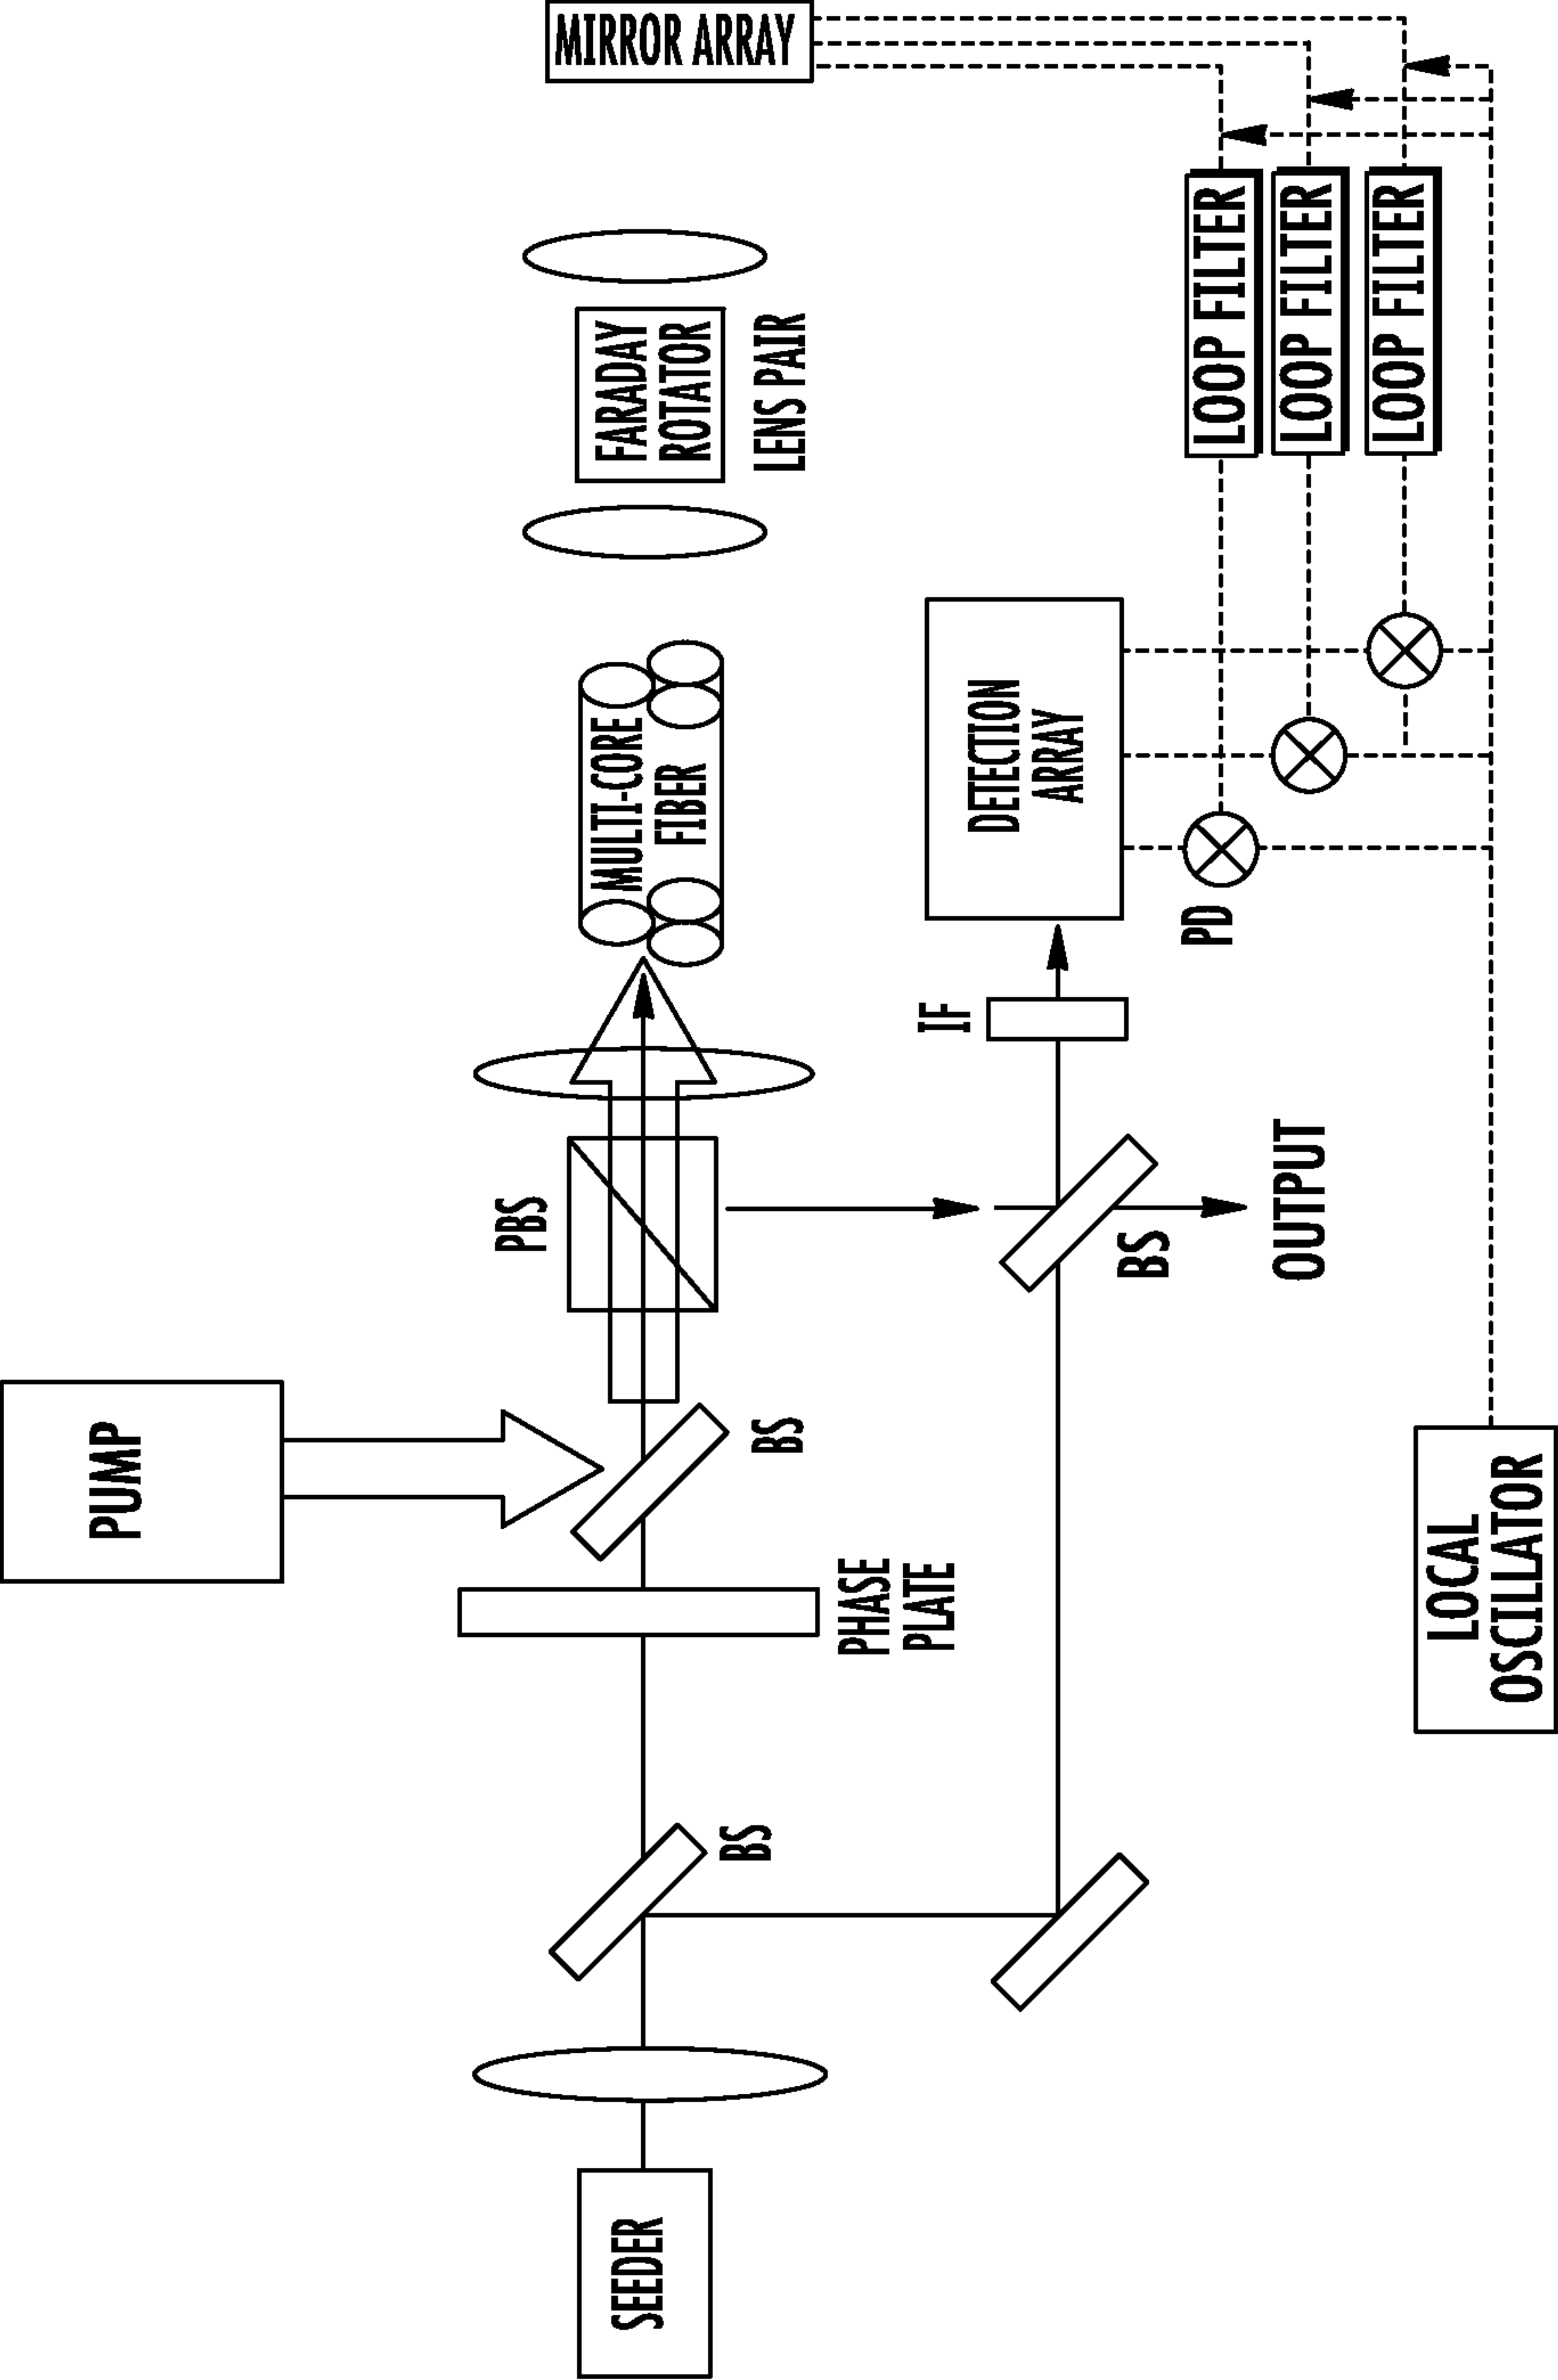 MIRROR ARRAY
FARADAY
ROTATOR
LENS PAIR
LOOP FILTER
LOOP FILTER
LOOP FILTER
MULTI-CORE
FIBER
DETECTION
ARRAY
PD
IF
PBS
BS
OUTPUT
PUMP
BS
PHASE
PLATE
LOCAL
OSCILLATOR
BS
SEEDER